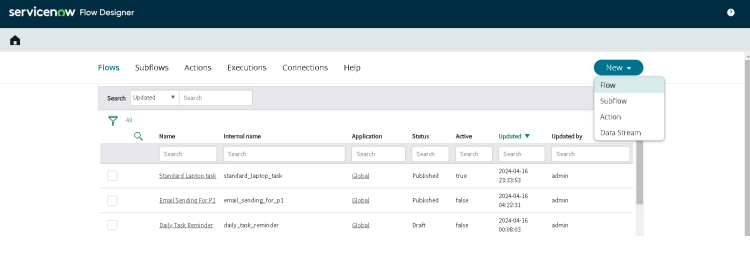 servicenow Flow Designer
Flows Subflows Actions Executions Connections Help New
Flow
Subflow
Action
Data Stream
Search Updated Search
All
Name Internal name Application Status Active Updated Updated by
Search Search Search Search Search Search Search
Standard Laptop task standard_laptop_task Global Published true 2024-04-16 23:33:53 admin
Email Sending For P1 email_sending_for_p1 Global Published false 2024-04-16 04:22:31 admin
Daily Task Reminder daily_task_reminder Global Draft false 2024-04-16 00:08:03 admin